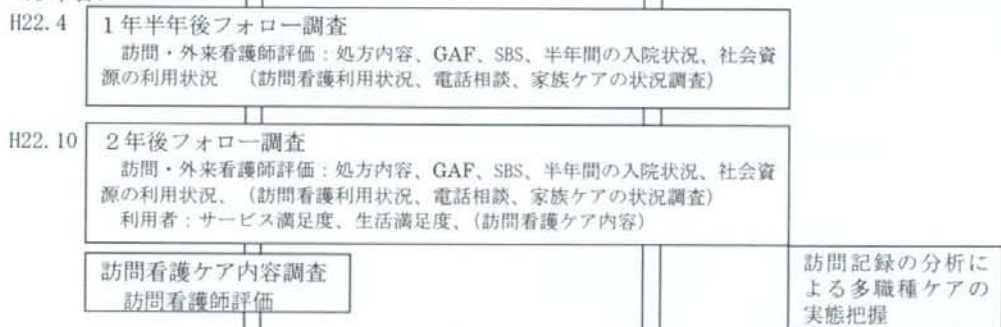 H22.4
1年半年後フォロー調査
訪問・外来看護師評価：処方内容、GAF、SBS、半年間の入院状況、社会資
源の利用状況　（訪問看護利用状況、電話相談、家族ケアの状況調査）
H22.10
2年後フォロー調査
訪問・外来看護師評価：処方内容、GAF、SBS、半年間の入院状況、社会資
源の利用状況、（訪問看護利用状況、電話相談、家族ケアの状況調査）
利用者：サービス満足度、生活満足度、（訪問看護ケア内容）
訪問看護ケア内容調査
訪問看護師評価
訪問記録の分析に
よる多職種ケアの
実態把握